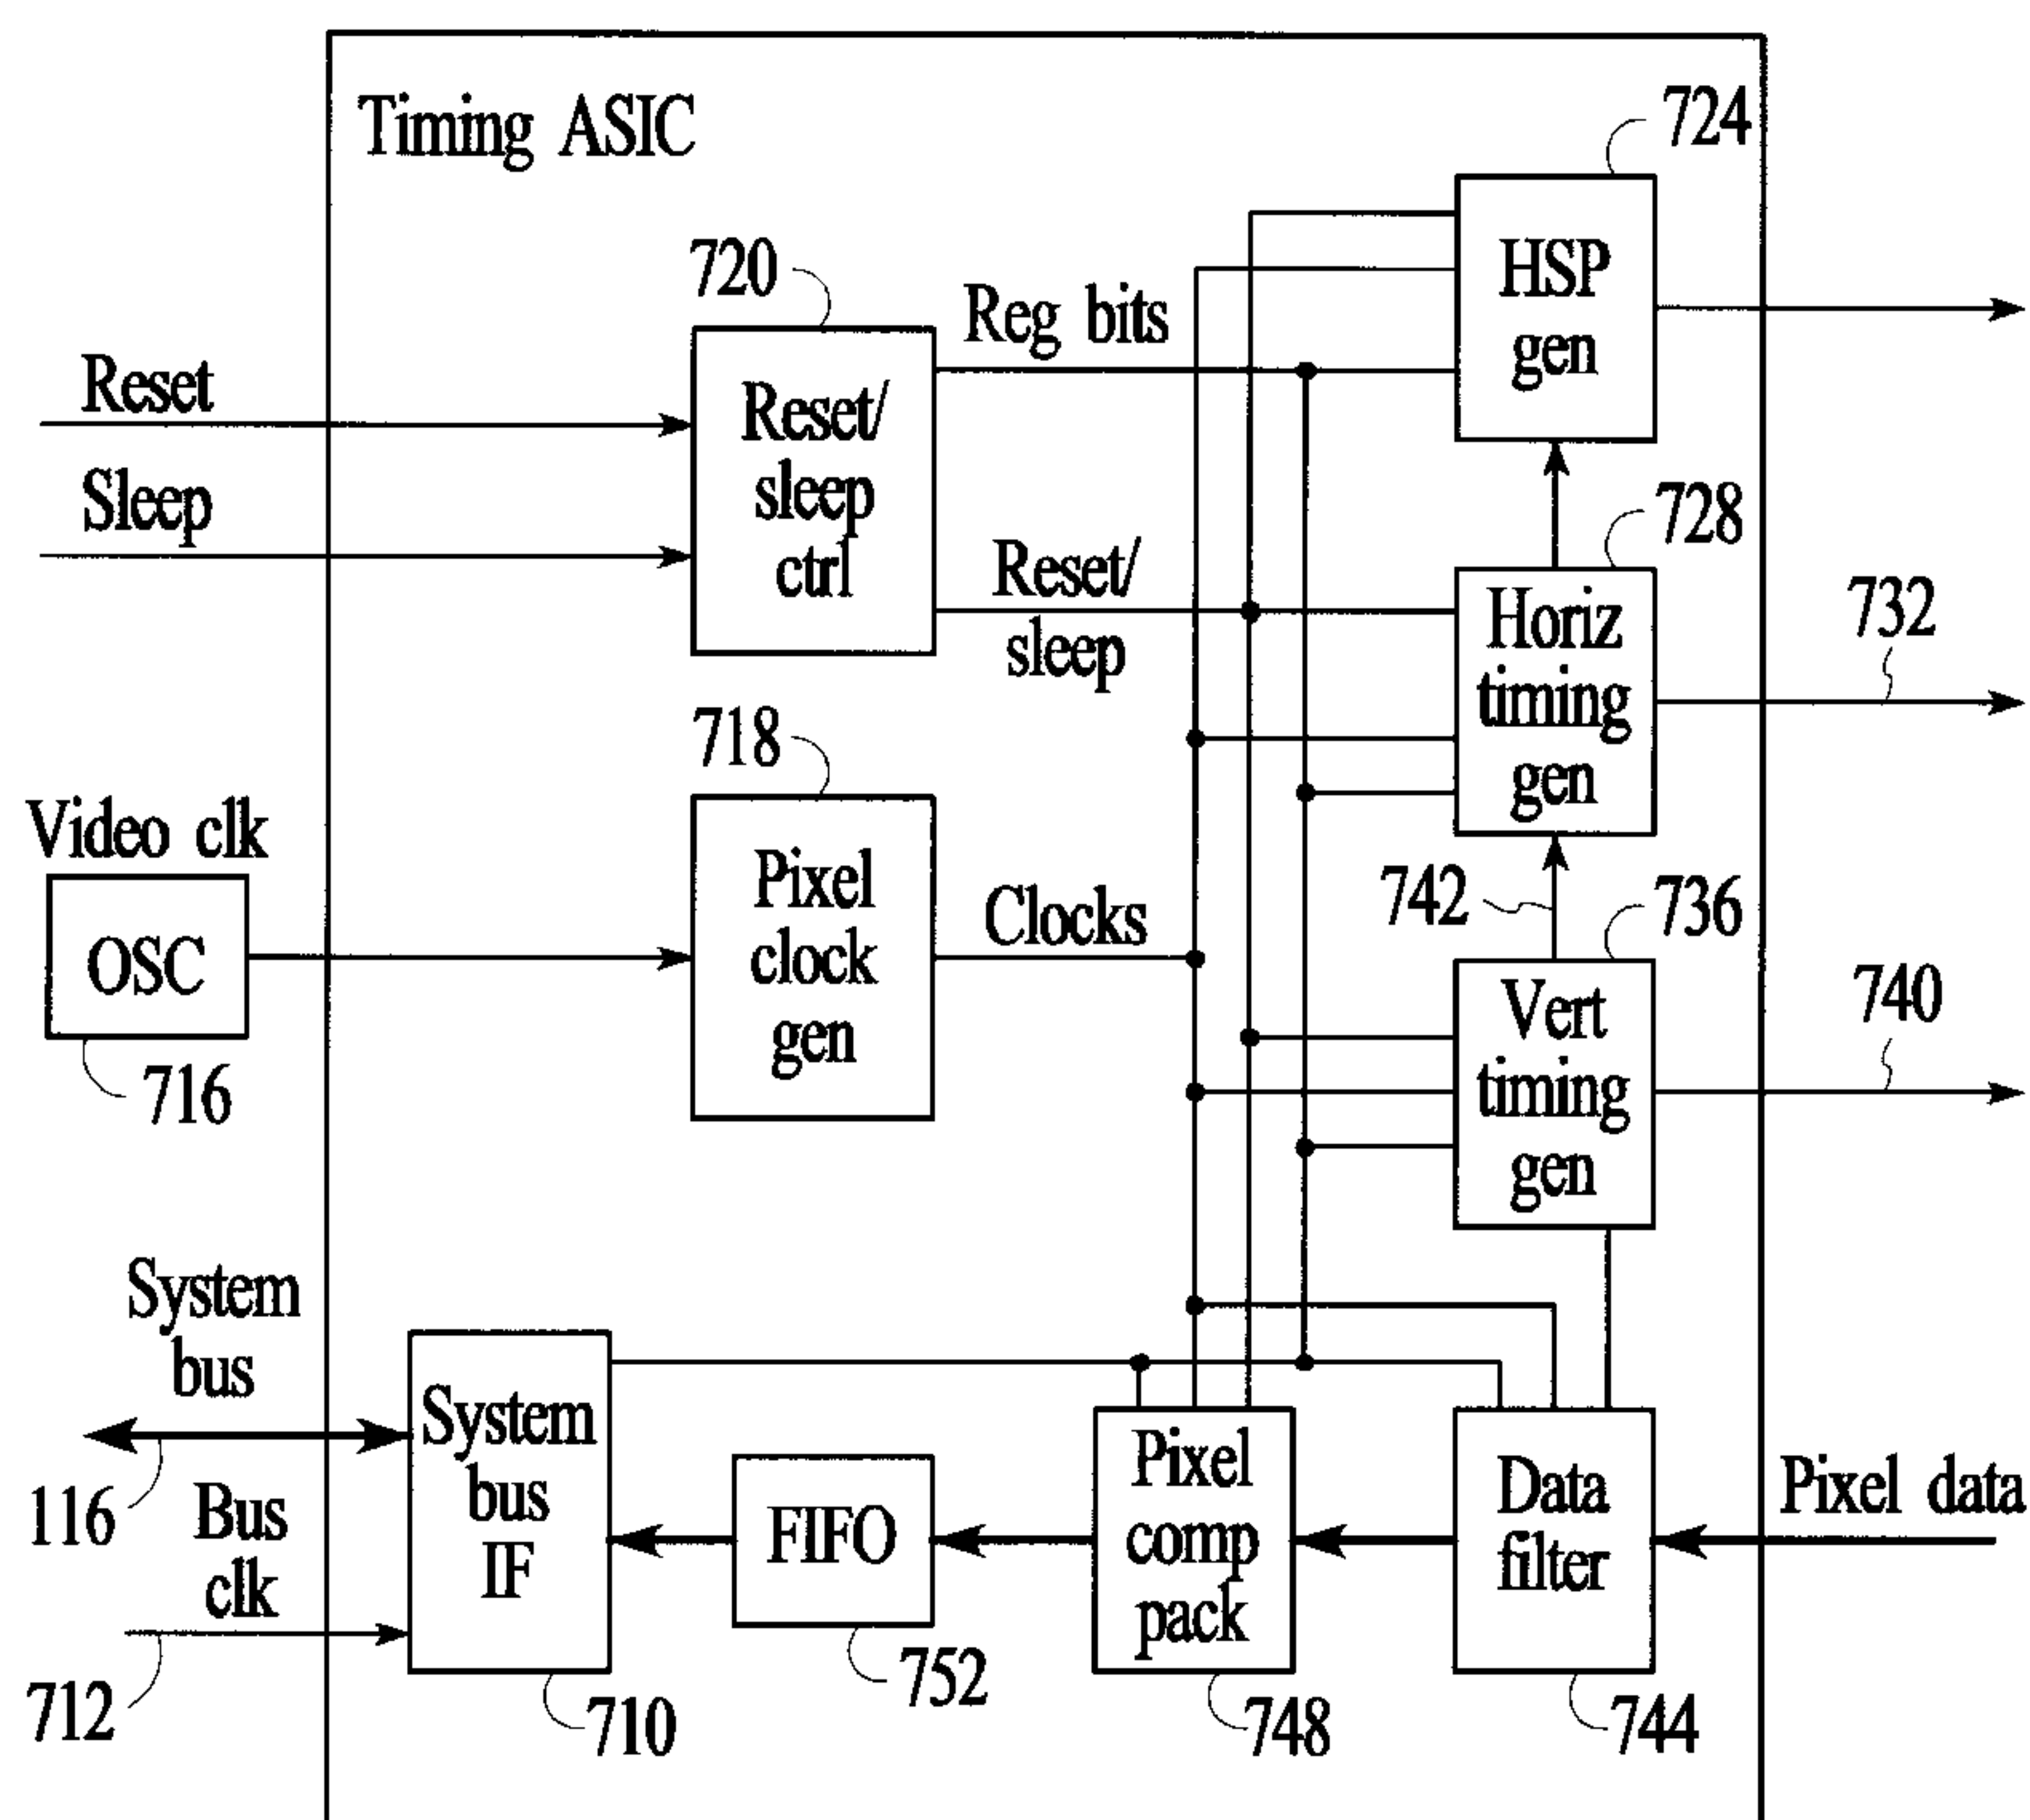 Timing ASIC
724
HSP
gen
720
Reg bits
Reset
Sleep
Reset/
sleep
ctrl
728
Reset/
sleep
Horiz
timing
gen
732
718
Video clk
OSC
716
Pixel
clock
gen
Clocks
742
736
Vert
timing
gen
740
System
bus
116
Bus
clk
712
System
bus
IF
710
FIFO
752
Pixel
comp
pack
748
Data
filter
744
Pixel data